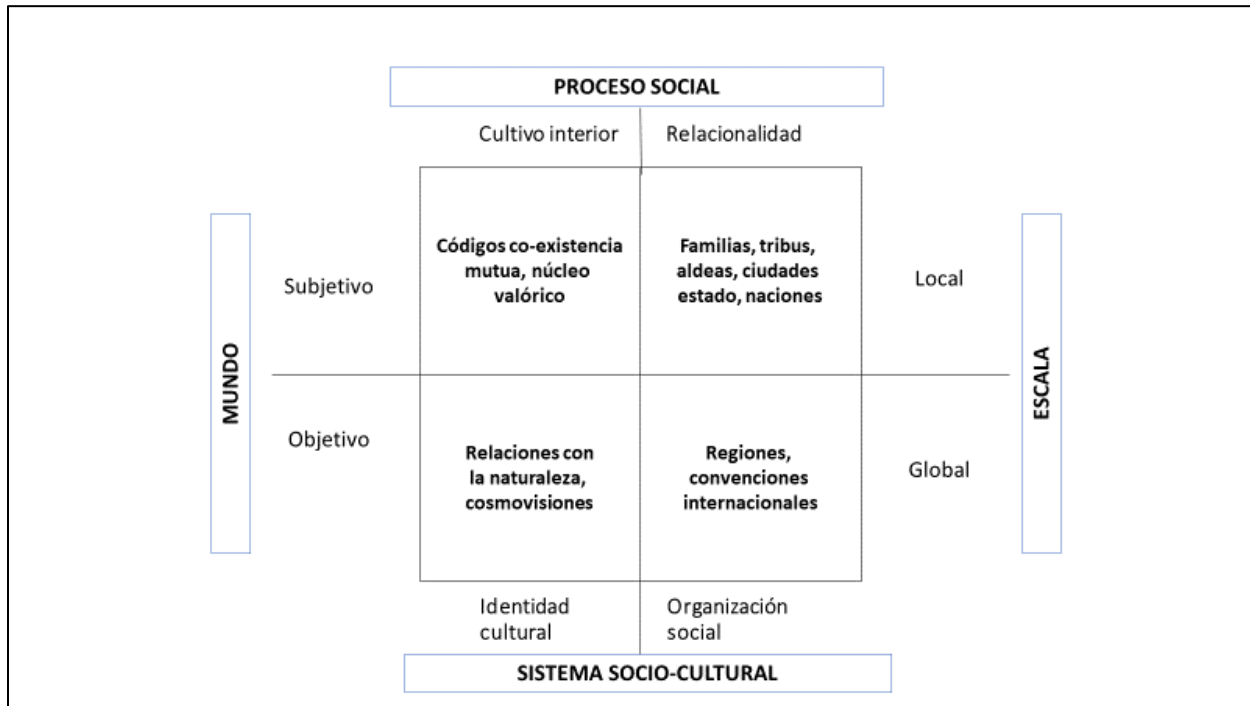 PROCESO SOCIAL
Cultivo interior
Relacionalidad
MUNDO
Subjetivo
Códigos co-existencia
mutua, núcleo
valórico
Familias, tribus,
aldeas, ciudades
estado, naciones
Local
ESCALA
Objetivo
Relaciones con
la naturaleza,
cosmovisiones
Regiones,
convenciones
internacionales
Global
Identidad
cultural
Organización
social
SISTEMA SOCIO-CULTURAL